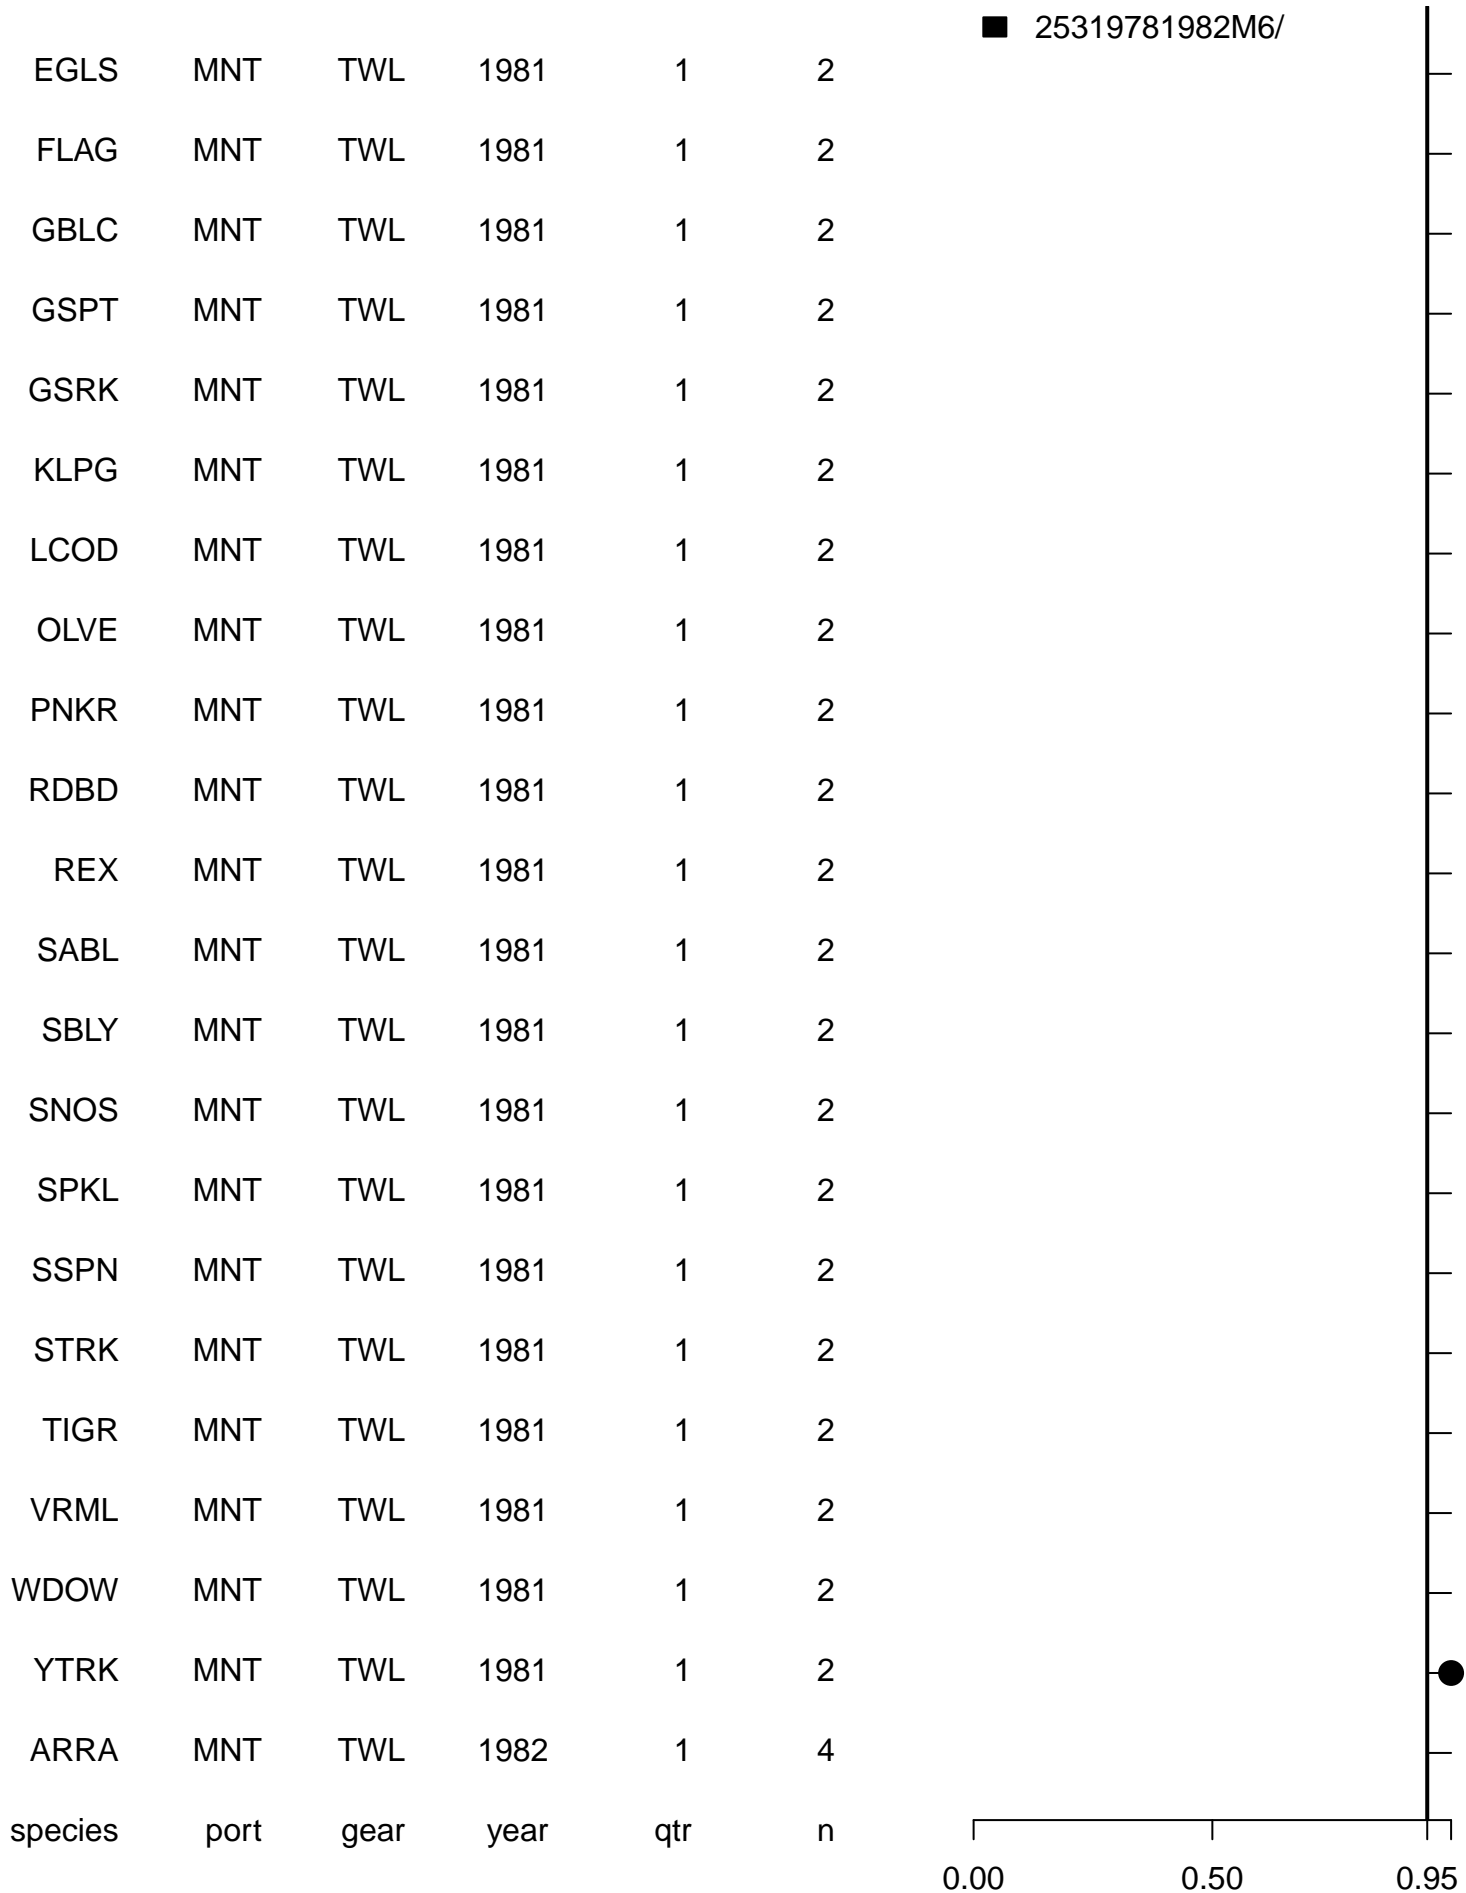 25319781982M6/
EGLS MNT TWL 1981 1 2
FLAG MNT TWL 1981 1 2
GBLC MNT TWL 1981 1 2
GSPT MNT TWL 1981 1 2
GSRK MNT TWL 1981 1 2
KLPG MNT TWL 1981 1 2
LCOD MNT TWL 1981 1 2
OLVE MNT TWL 1981 1 2
PNKR MNT TWL 1981 1 2
RDBD MNT TWL 1981 1 2
REX MNT TWL 1981 1 2
SABL MNT TWL 1981 1 2
SBLY MNT TWL 1981 1 2
SNOS MNT TWL 1981 1 2
SPKL MNT TWL 1981 1 2
SSPN MNT TWL 1981 1 2
STRK MNT TWL 1981 1 2
TIGR MNT TWL 1981 1 2
VRML MNT TWL 1981 1 2
WDOW MNT TWL 1981 1 2
YTRK MNT TWL 1981 1 2
ARRA MNT TWL 1982 1 4
species port gear year qtr n
0.00 0.50 0.95